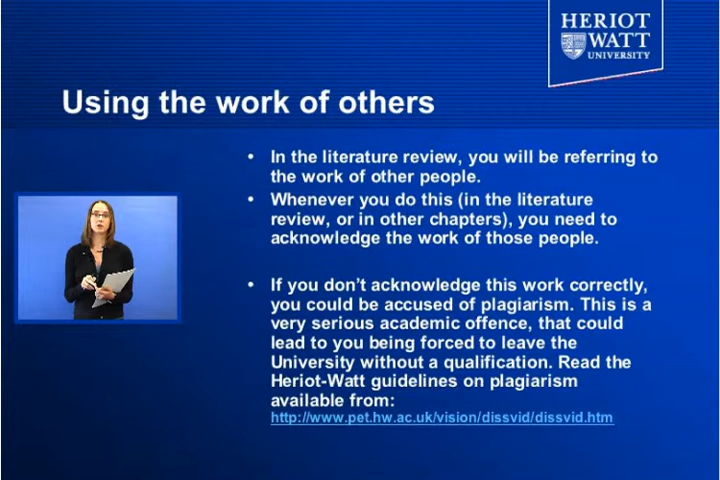 HERIOT
WATT
UNIVERSITY
Using the work of others
• In the literature review, you will be referring to
the work of other people.
• Whenever you do this (in the literature
review, or in other chapters), you need to
acknowledge the work of those people.
• If you don't acknowledge this work correctly,
you could be accused of plagiarism. This is a
very serious academic offence, that could
lead to you being forced to leave the
University without a qualification. Read the
Heriot-Watt guidelines on plagiarism
available from:
http://www.pet.hw.ac.uk/vision/dissvid/dissvid.htm